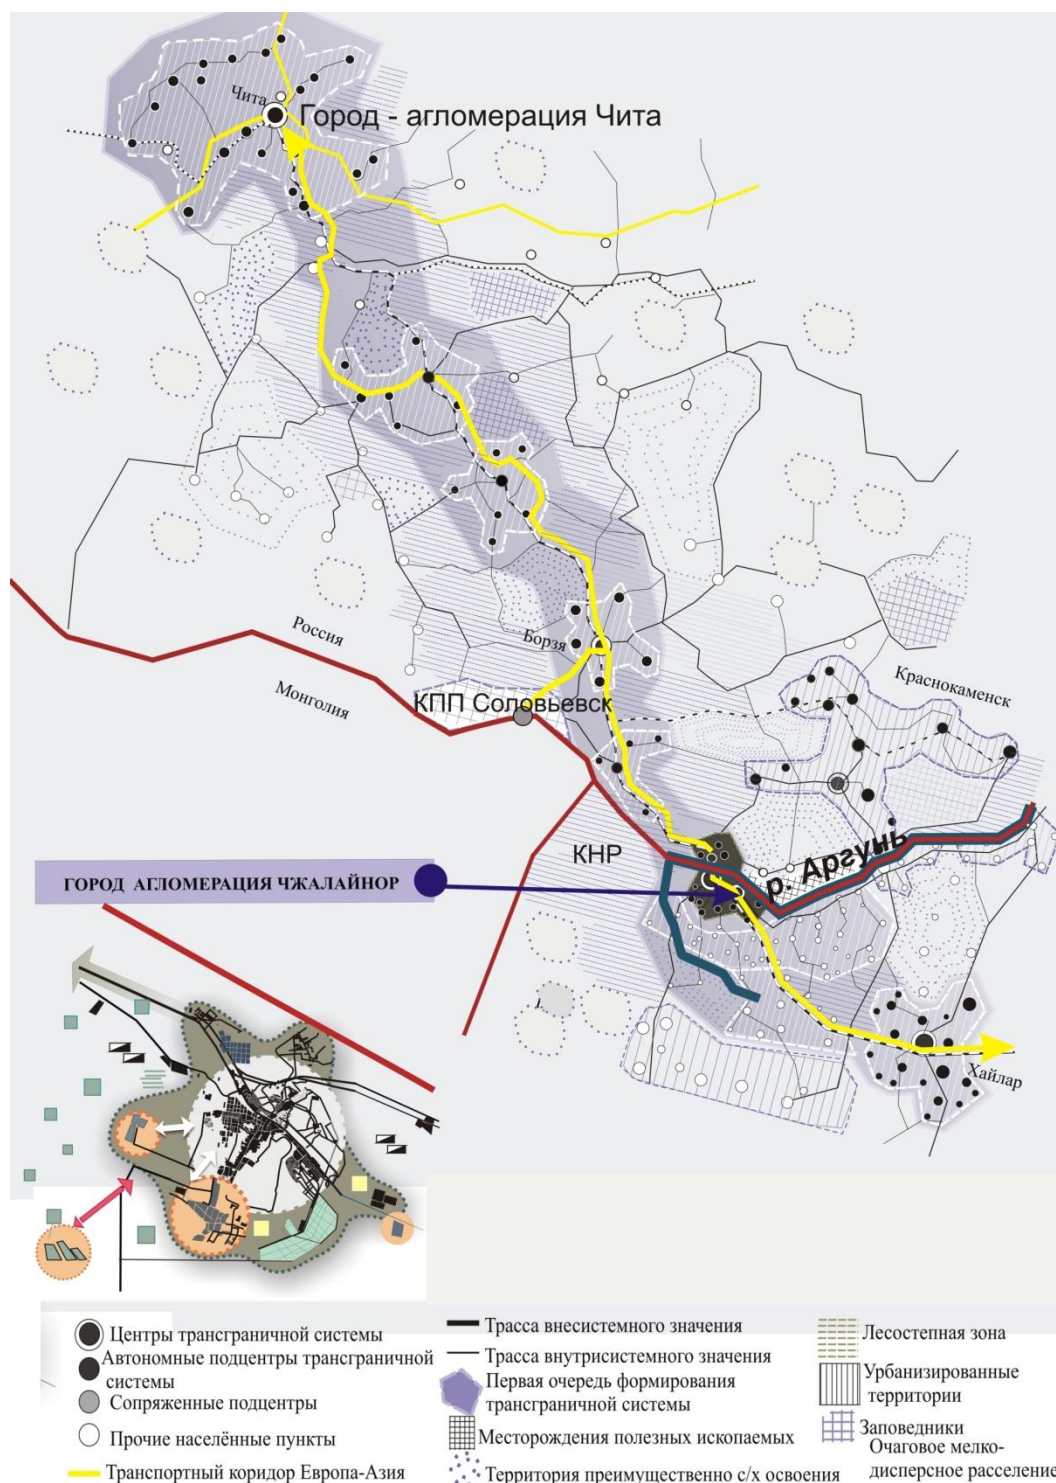 Чита
Город - агломерация Чита
Россия
Монголия
Борзя
КПП Соловьевск
Краснокаменск
КНР
р. Аргунь
ГОРОД АГЛОМЕРАЦИЯ ЧЖАЛАЙНОР
Хайлар
Центры трансграничной системы
Автономные подцентры трансграничной
системы
Сопряженные подцентры
Прочие населённые пункты
Транспортный коридор Европа-Азия
Трасса внесистемного значения
Трасса внутрисистемного значения
Первая очередь формирования
трансграничной системы
Месторождения полезных ископаемых
Территория преимущественно с/х освоения
Лесостепная зона
Урбанизированные
территории
Заповедники
Очаговое мелко-
дисперсное расселение